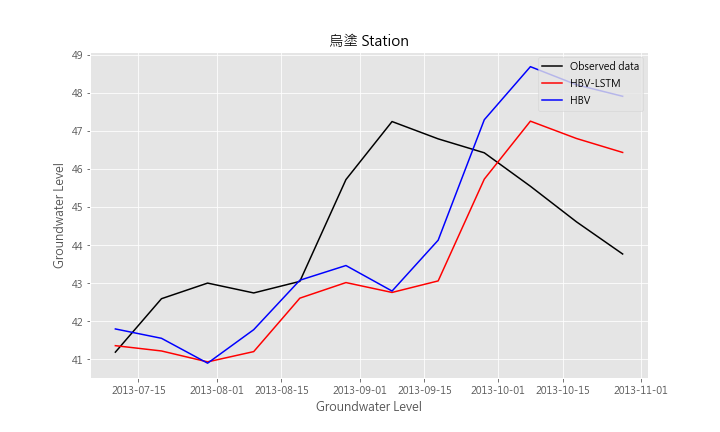 烏塗 Station
Observed data
HBV-LSTM
HBV
Groundwater Level
49
48
47
46
45
44
43
42
41
2013-07-15
2013-08-01
2013-08-15
2013-09-01
2013-09-15
2013-10-01
2013-10-15
2013-11-01
Groundwater Level